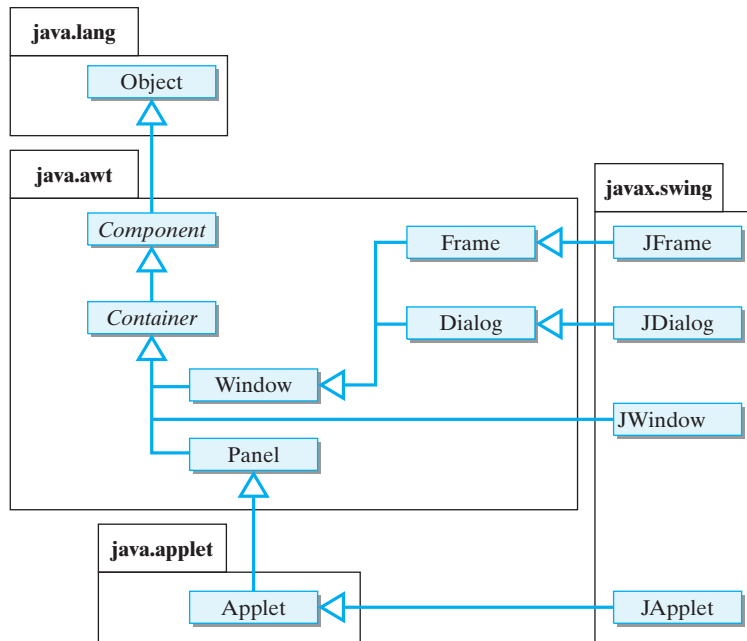 java.lang
Object
java.awt
javax.swing
Component
Frame
JFrame
Container
Dialog
JDialog
Window
JWindow
Panel
java.applet
Applet
JApplet